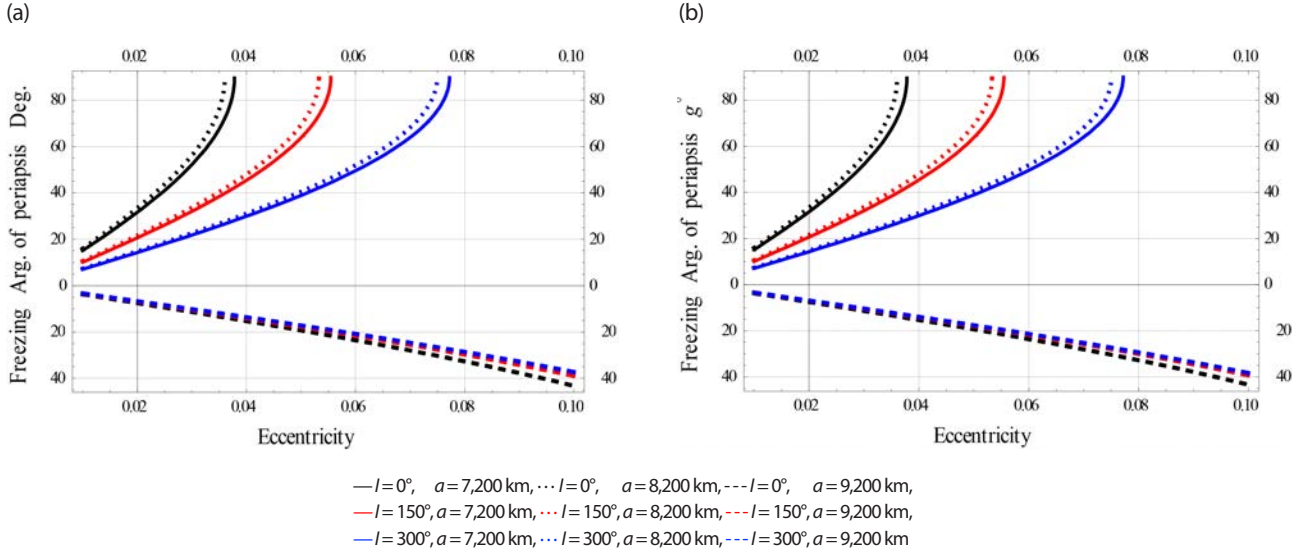 (a)
(b)
0.02 0.04 0.06 0.08 0.10
0.02 0.04 0.06 0.08 0.10
80 80
60 60
40 40
20 20
0 0
20 20
40 40
Freezing Arg. of periapsis Deg.
80 80
60 60
40 40
20 20
0 0
20 20
40 40
Freezing Arg. of periapsis g°
0.02 0.04 0.06 0.08 0.10
0.02 0.04 0.06 0.08 0.10
Eccentricity
Eccentricity
— l = 0°, a = 7,200 km, ··· l = 0°, a = 8,200 km, --- l = 0°, a = 9,200 km,
— l = 150°, a = 7,200 km, ··· l = 150°, a = 8,200 km, --- l = 150°, a = 9,200 km,
— l = 300°, a = 7,200 km, ··· l = 300°, a = 8,200 km, --- l = 300°, a = 9,200 km